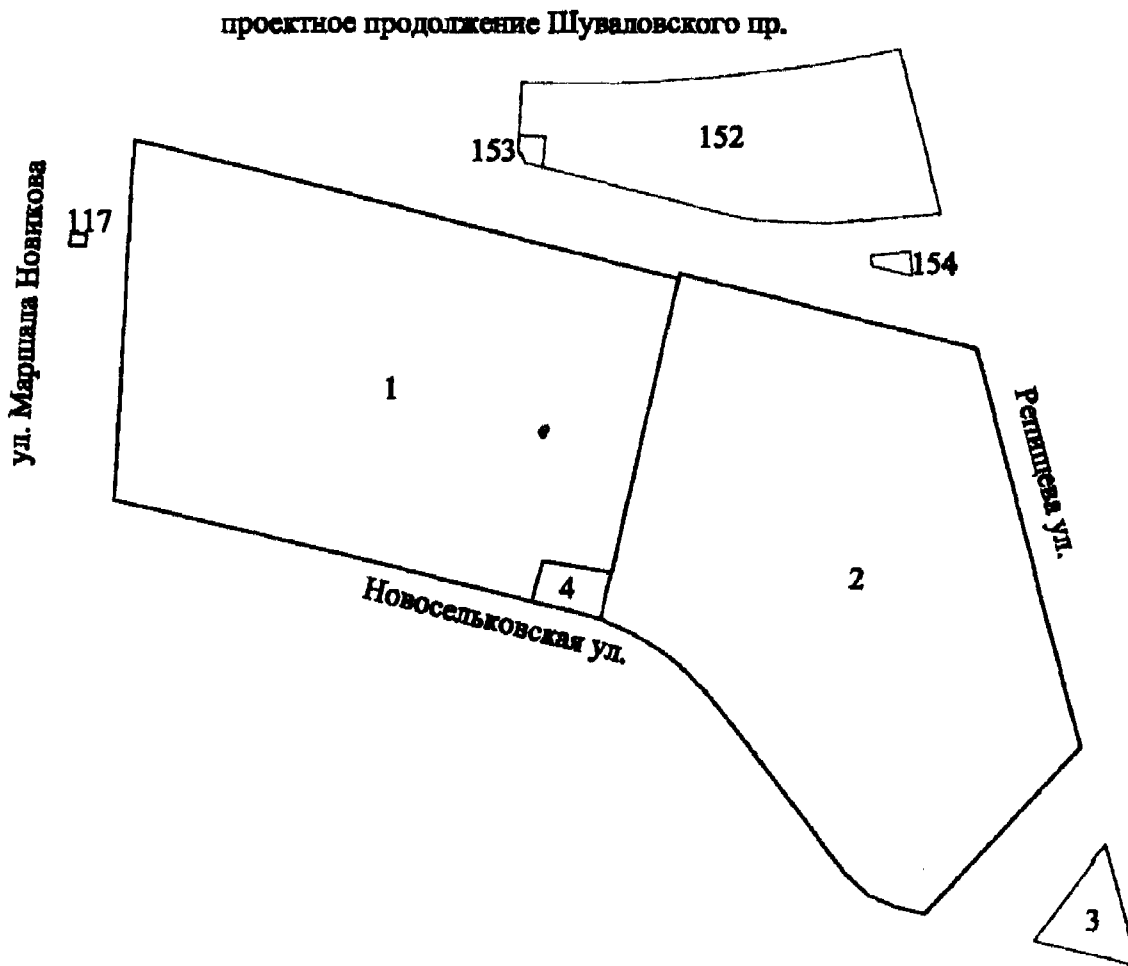 проектное продолжение Шуваловского пр.
152
153
117
ул. Маршала Новикова
154
1
Репищева ул.
2
4
Новосельковская ул.
3